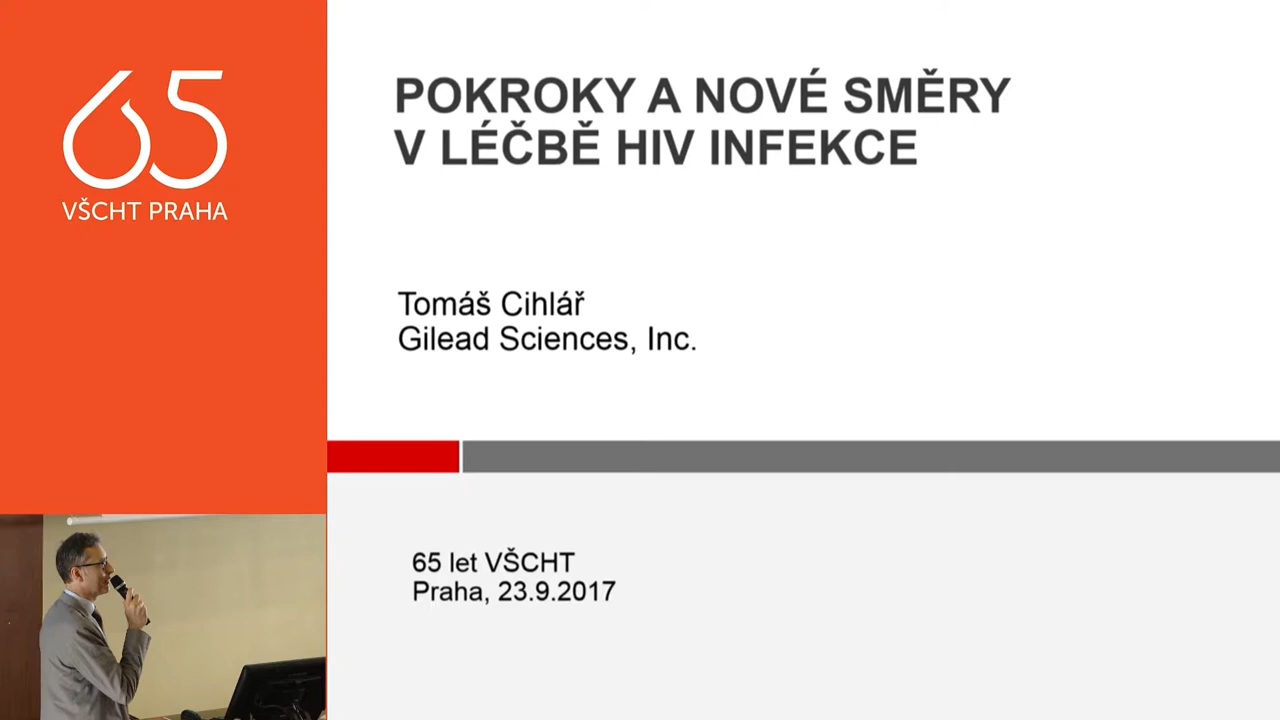 65
VŠCHT PRAHA
POKROKY A NOVÉ SMĚRY
V LÉČBĚ HIV INFEKCE
Tomáš Cihlář
Gilead Sciences, Inc.
65 let VŠCHT
Praha, 23.9.2017